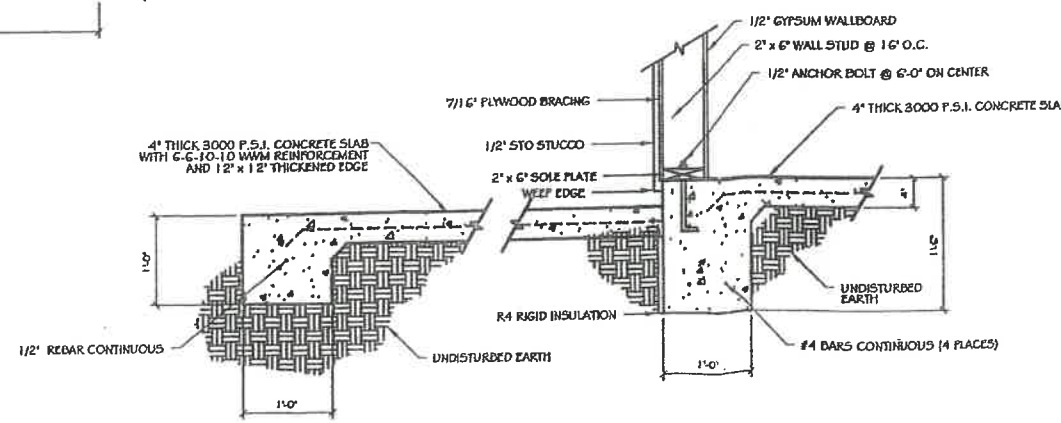 1/2" GYPSUM WALLBOARD
2" x 6" WALL STUD @ 16" O.C.
1/2" ANCHOR BOLT @ 6'-0" ON CENTER
4" THICK 3000 P.S.I. CONCRETE SLA
7/16" PLYWOOD BRACING
1/2" STO STUCCO
2" x 6" SOLE PLATE
WEEP EDGE
4" THICK 3000 P.S.I. CONCRETE SLAB
WITH 6-6-10-10 WWM REINFORCEMENT
AND 12" x 12" THICKENED EDGE
4"
1'-0"
UNDISTURBED
EARTH
R4 RIGID INSULATION
1/2" REBAR CONTINUOUS
UNDISTURBED EARTH
#4 BARS CONTINUOUS (4 PLACES)
1'-0"
1'-0"